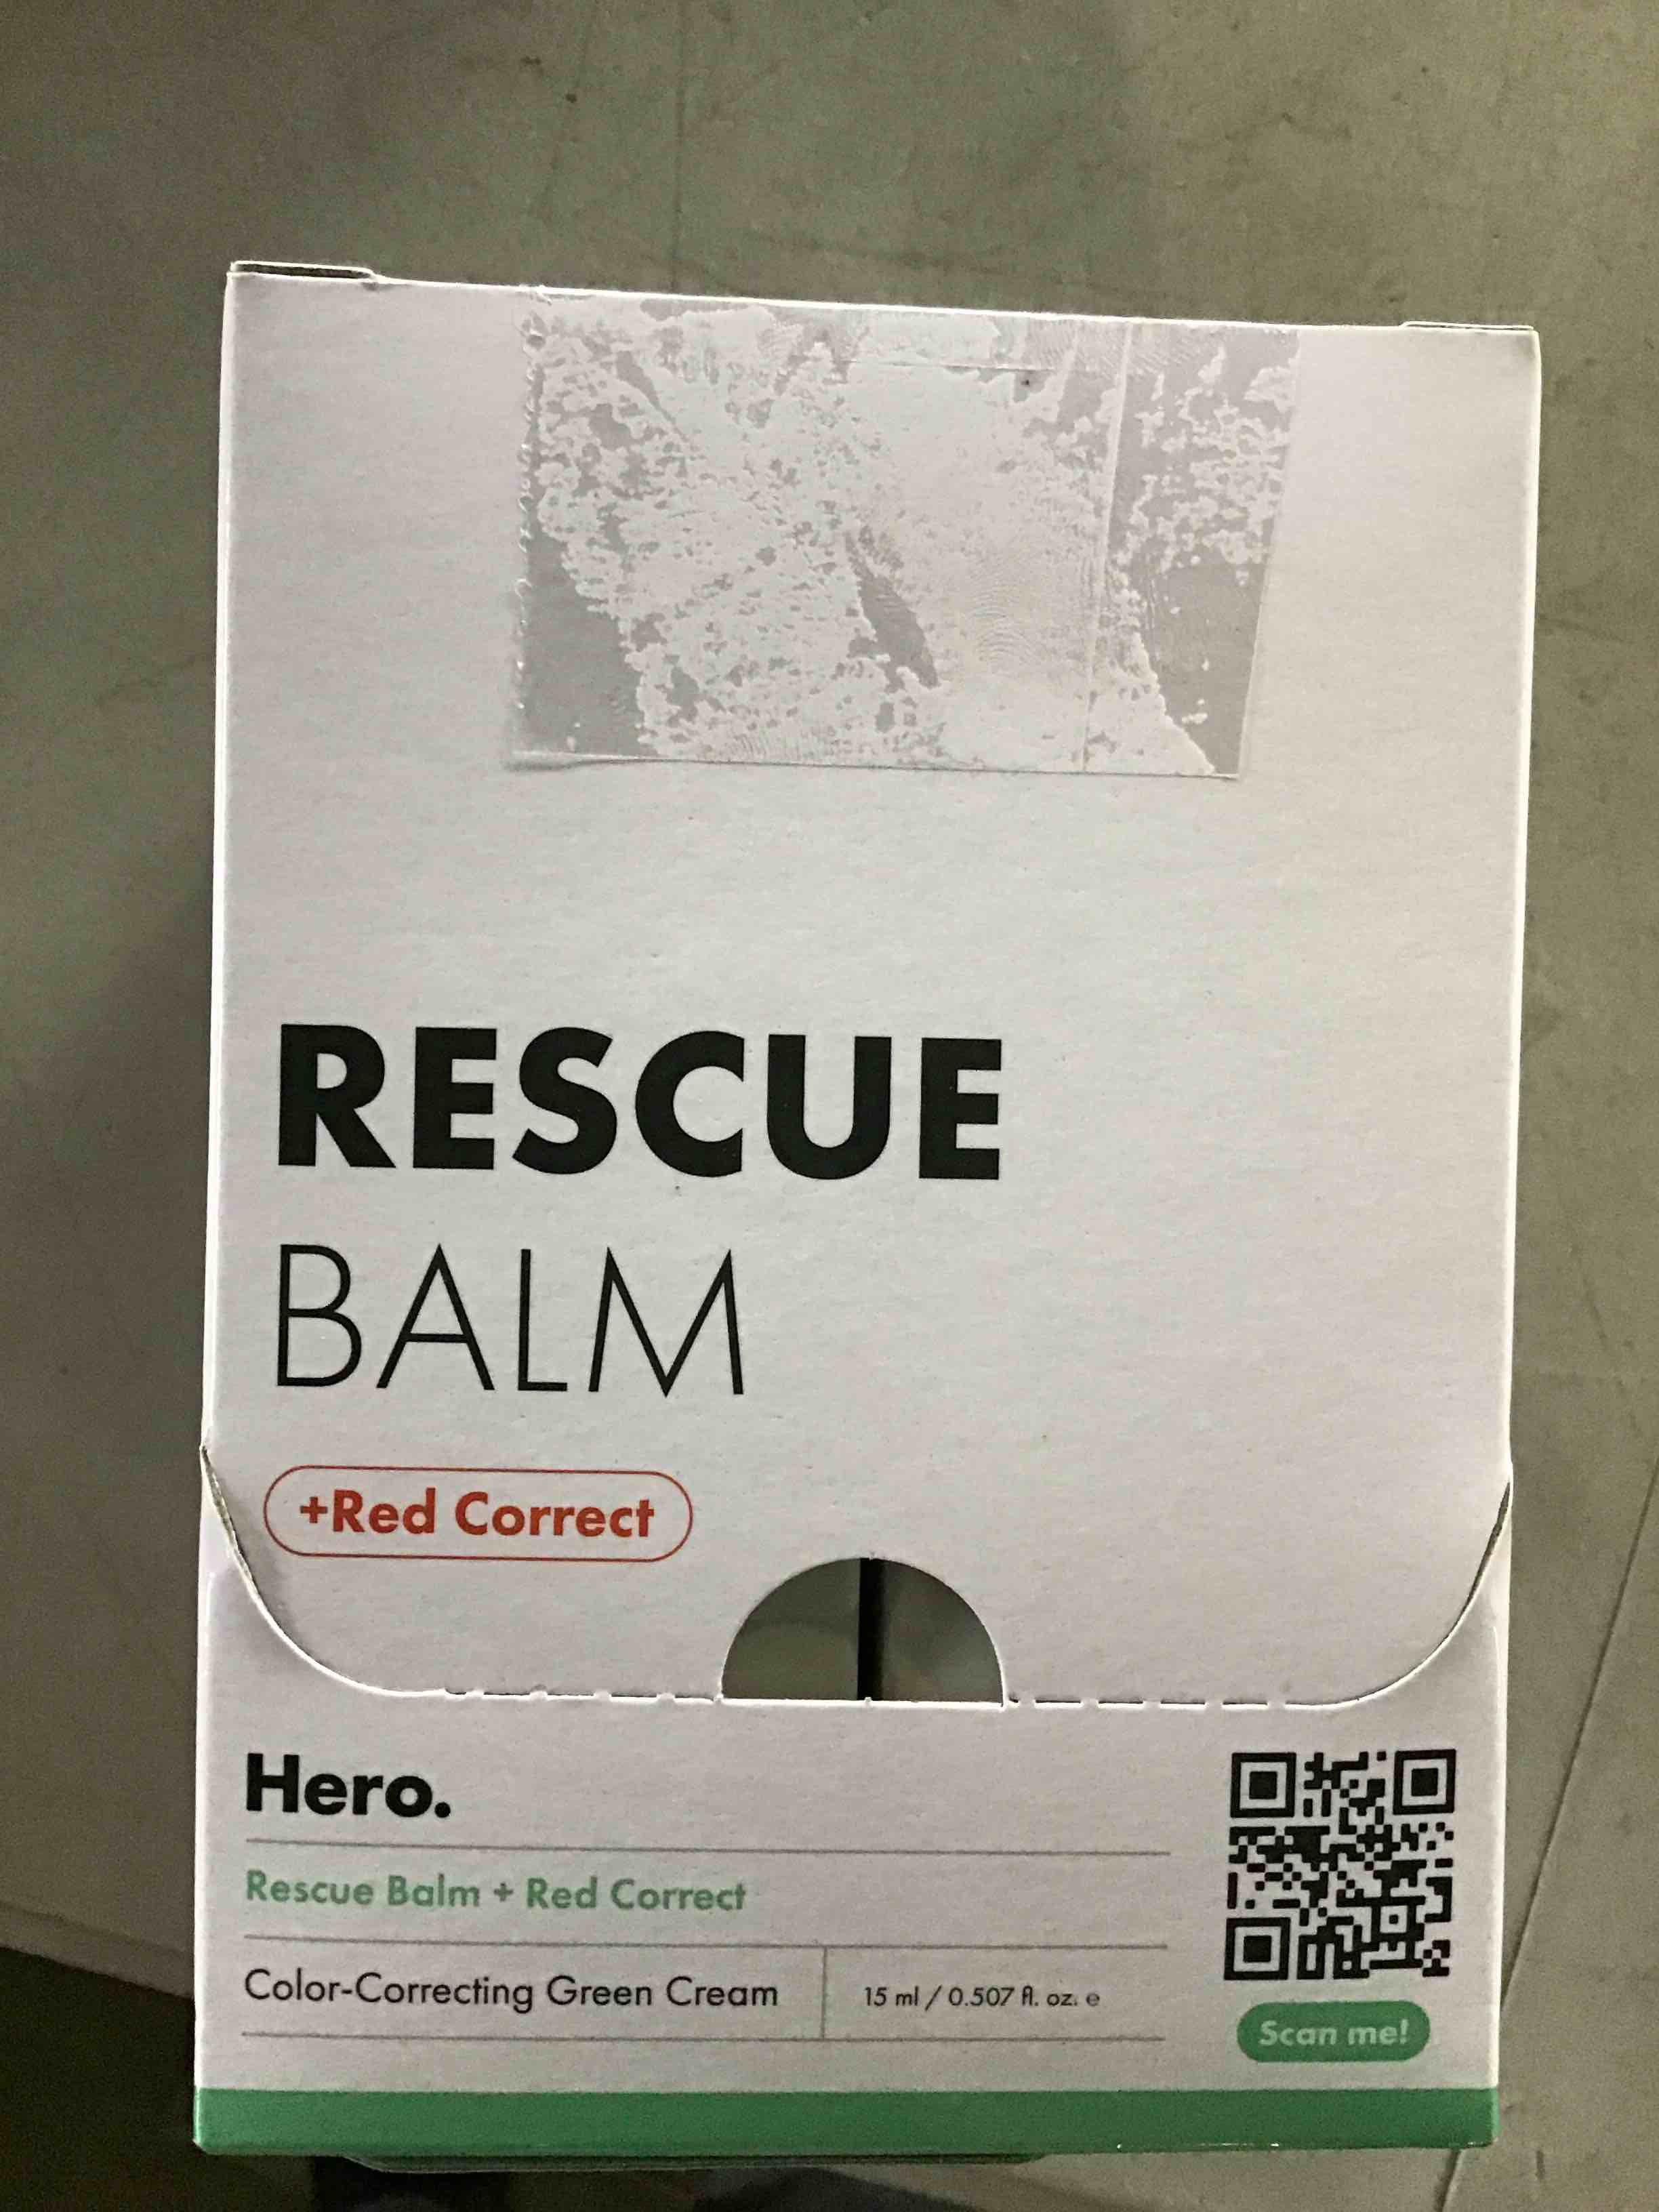 RESCUE
BALM
+Red Correct
Hero.
Rescue Balm + Red Correct
Color-Correcting Green Cream
15 ml / 0.507 fl. oz. e
Scan me!